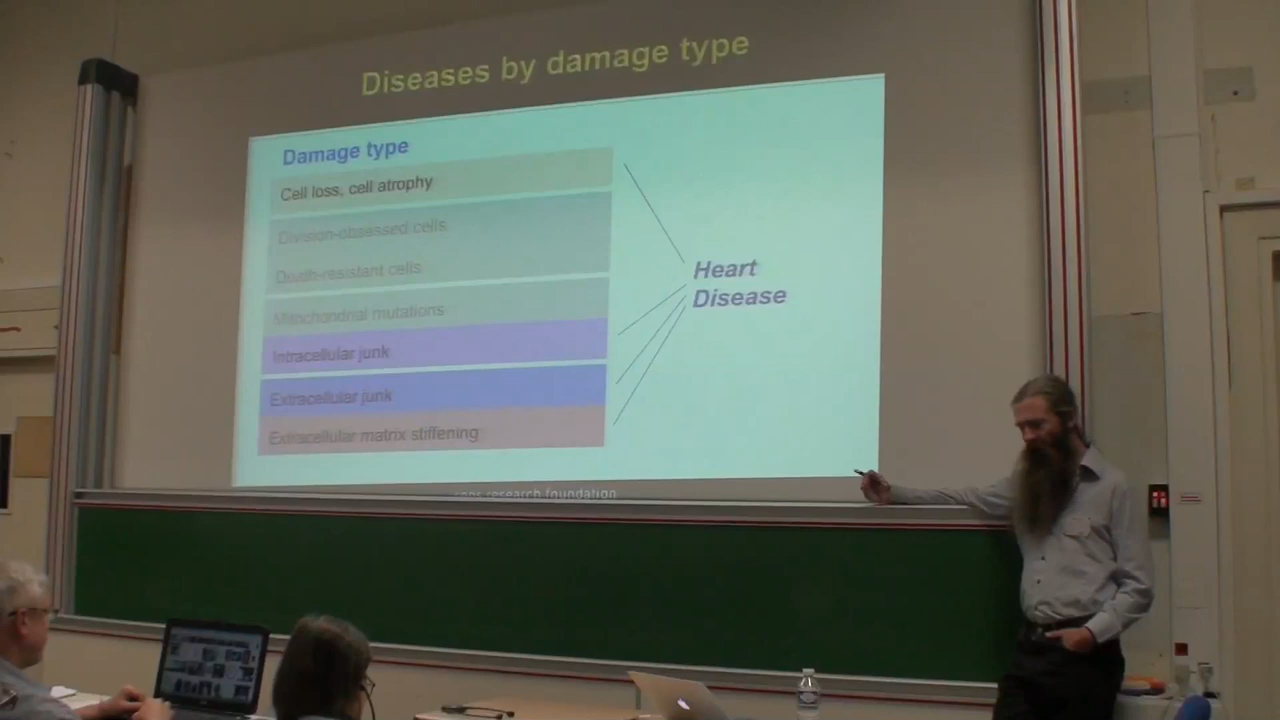 Diseases by damage type
Damage type
Cell loss, cell atrophy
Division-obsessed cells
Death-resistant cells
Mitochondrial mutations
Intracellular junk
Extracellular junk
Extracellular matrix stiffening
Heart
Disease
sens research foundation